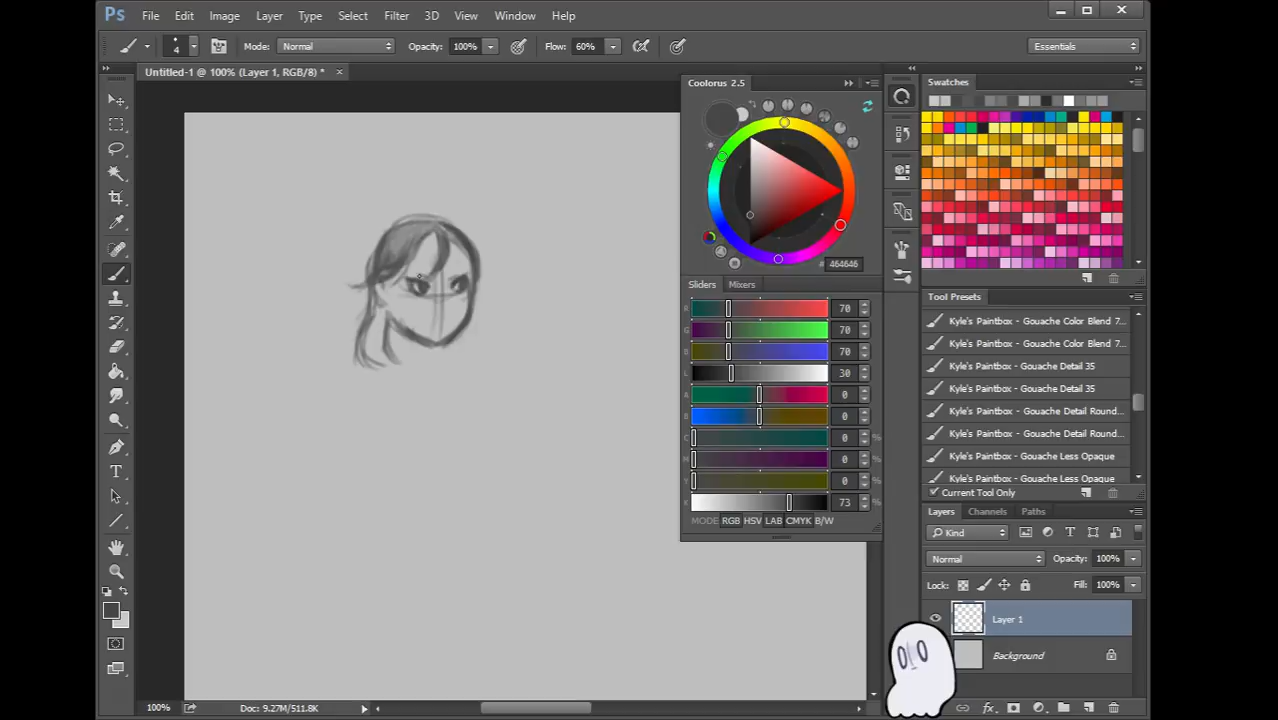 Ps File Edit Image Layer Type Select Filter 3D View Window Help
4 Mode: Normal Opacity: 100% Flow: 60% Essentials
Untitled-1 @ 100% (Layer 1, RGB/8) * ×
Coolorus 2.5
# 464646
Sliders Mixers
R 70
G 70
B 70
L 30
A 0
B 0
C 0 %
M 0 %
Y 0 %
K 73 %
MODE RGB HSV LAB CMYK B/W
Swatches
Tool Presets
Kyle's Paintbox - Gouache Color Blend 7...
Kyle's Paintbox - Gouache Color Blend 7...
Kyle's Paintbox - Gouache Detail 35
Kyle's Paintbox - Gouache Detail 35
Kyle's Paintbox - Gouache Detail Round...
Kyle's Paintbox - Gouache Detail Round...
Kyle's Paintbox - Gouache Less Opaque
Kyle's Paintbox - Gouache Less Opaque
Current Tool Only
Layers Channels Paths
Kind
Normal Opacity: 100%
Lock: Fill: 100%
Layer 1
Background
100% Doc: 9.27M/511.8K